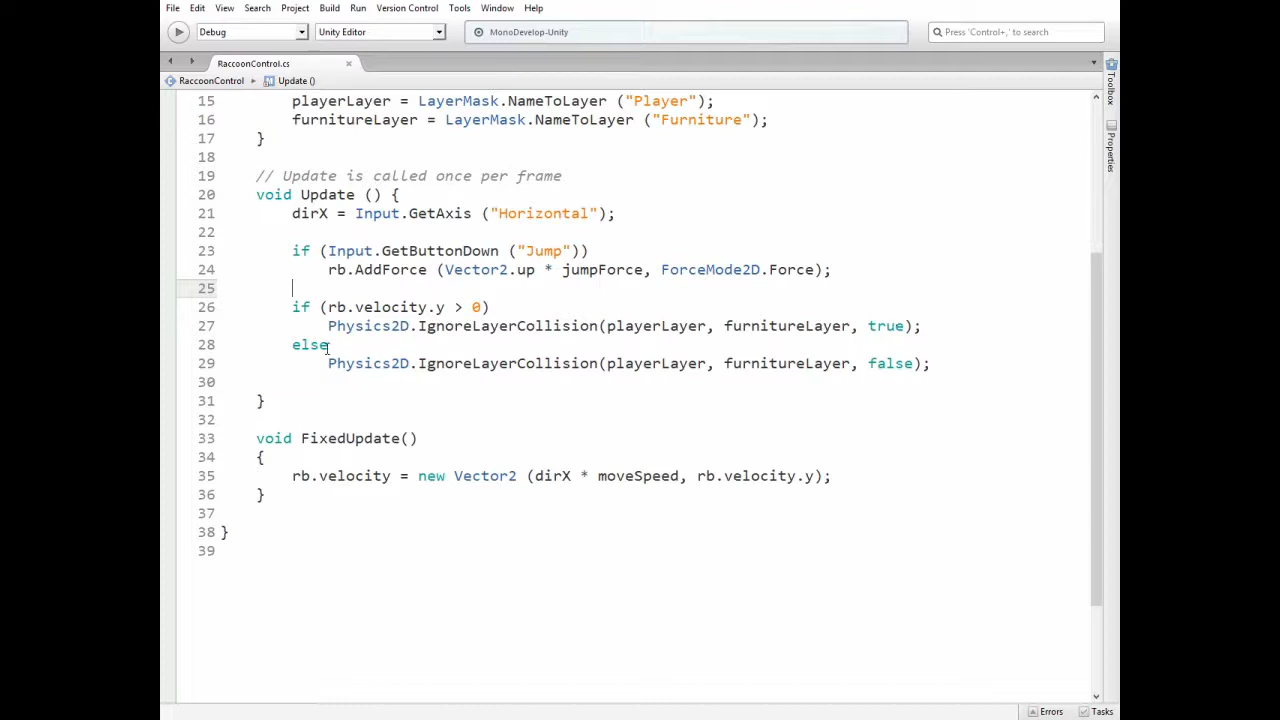 File Edit View Search Project Build Run Version Control Tools Window Help
Debug Unity Editor MonoDevelop-Unity Press 'Control+,' to search
RaccoonControl.cs
RaccoonControl Update ()
Toolbox
Properties
15 playerLayer = LayerMask.NameToLayer ("Player");
16 furnitureLayer = LayerMask.NameToLayer ("Furniture");
17 }
18
19 // Update is called once per frame
20 void Update () {
21 dirX = Input.GetAxis ("Horizontal");
22
23 if (Input.GetButtonDown ("Jump"))
24 rb.AddForce (Vector2.up * jumpForce, ForceMode2D.Force);
25
26 if (rb.velocity.y > 0)
27 Physics2D.IgnoreLayerCollision(playerLayer, furnitureLayer, true);
28 else
29 Physics2D.IgnoreLayerCollision(playerLayer, furnitureLayer, false);
30
31 }
32
33 void FixedUpdate()
34 {
35 rb.velocity = new Vector2 (dirX * moveSpeed, rb.velocity.y);
36 }
37
38 }
39
Errors Tasks